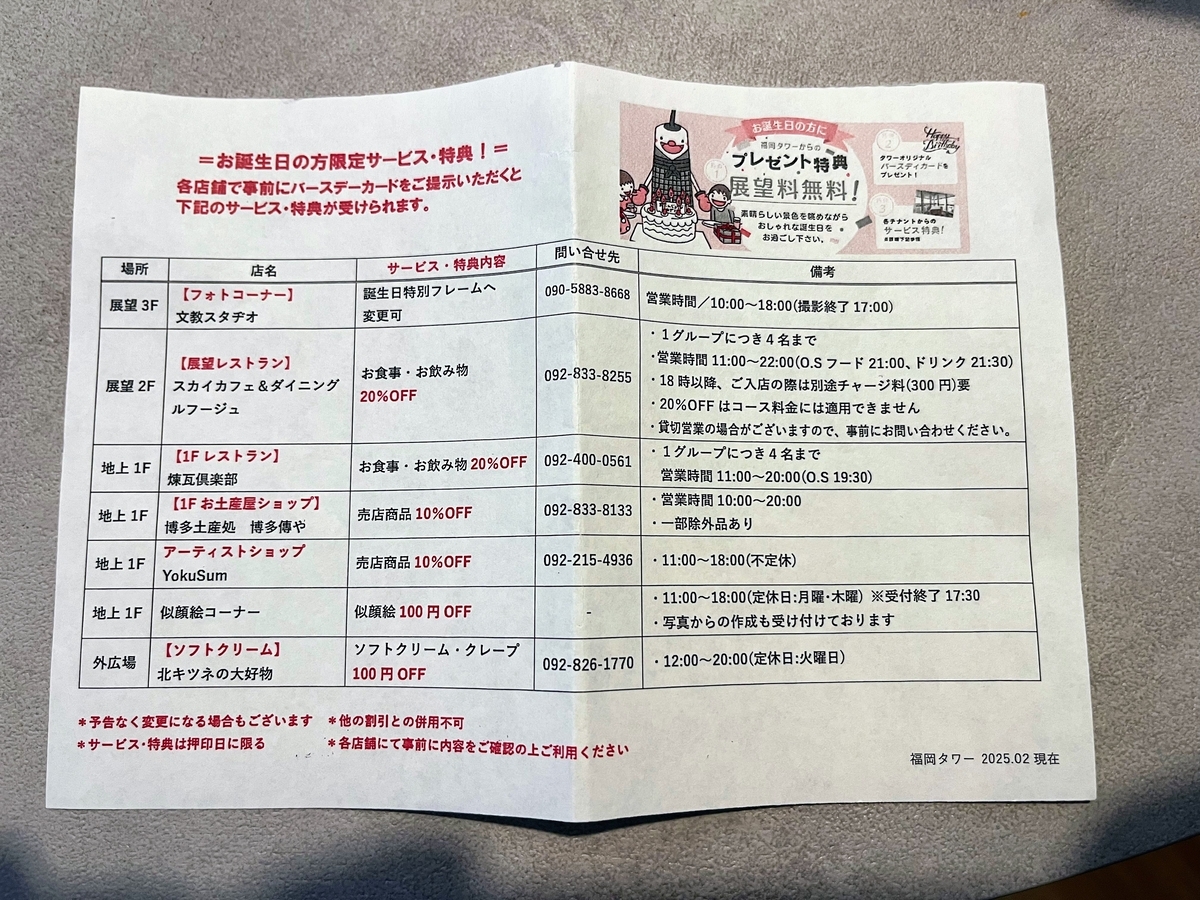 =お誕生日の方限定サービス・特典！=
各店舗で事前にバースデーカードをご提示いただくと
下記のサービス・特典が受けられます。
お誕生日の方に
福岡タワーからの
プレゼント特典
展望料無料!
素晴らしい景色を眺めながら
おしゃれな誕生日を
お過ごし下さい。
2
Happy
Birthday
タワーオリジナル
バースデイカードを
プレゼント！
各テナントからの
サービス特典!
場所 店名 サービス・特典内容 問い合せ先 備考
展望 3F 【フォトコーナー】 誕生日特別フレームへ 090-5883-8668 営業時間／10:00～18:00(撮影終了 17:00)
文教スタヂオ 変更可
展望 2F 【展望レストラン】 お食事・お飲み物 092-833-8255 ・１グループにつき４名まで
スカイカフェ＆ダイニング 20%OFF ・営業時間 11:00～22:00(O.S フード 21:00、ドリンク 21:30)
ルフージュ ・18 時以降、ご入店の際は別途チャージ料(300 円)要
・20%OFF はコース料金には適用できません
・貸切営業の場合がございますので、事前にお問い合わせください。
地上 1F 【1F レストラン】 お食事・お飲み物 20%OFF 092-400-0561 ・１グループにつき４名まで
煉瓦倶楽部 営業時間 11:00～20:00(O.S 19:30)
地上 1F 【1F お土産屋ショップ】 売店商品 10%OFF 092-833-8133 ・営業時間 10:00～20:00
博多土産処　博多傳や ・一部除外品あり
地上 1F アーティストショップ 売店商品 10%OFF 092-215-4936 ・11:00～18:00(不定休)
YokuSum
地上 1F 似顔絵コーナー 似顔絵 100 円 OFF - ・11:00～18:00(定休日:月曜・木曜) ※受付終了 17:30
・写真からの作成も受け付けております
外広場 【ソフトクリーム】 ソフトクリーム・クレープ 092-826-1770 ・12:00～20:00(定休日:火曜日)
北キツネの大好物 100 円 OFF
＊予告なく変更になる場合もございます ＊他の割引との併用不可
＊サービス・特典は押印日に限る ＊各店舗にて事前に内容をご確認の上ご利用ください
福岡タワー 2025.02 現在